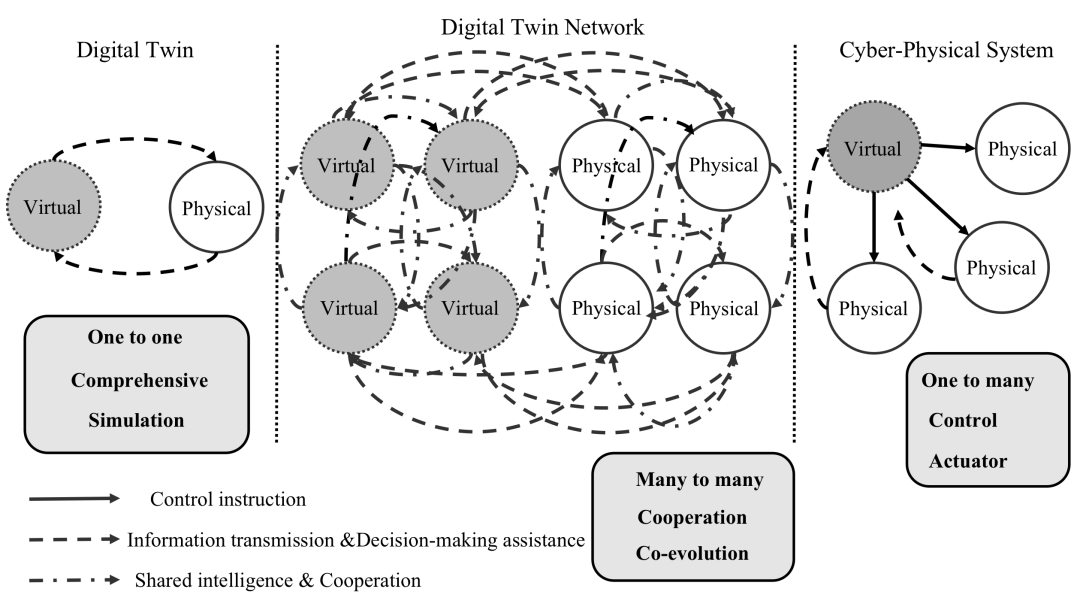 Digital Twin
Digital Twin Network
Cyber-Physical System
Virtual
Physical
Virtual
Virtual
Physical
Physical
Virtual
Virtual
Physical
Physical
Virtual
Physical
Physical
Physical
One to one
Comprehensive
Simulation
Many to many
Cooperation
Co-evolution
One to many
Control
Actuator
Control instruction
Information transmission &Decision-making assistance
Shared intelligence & Cooperation